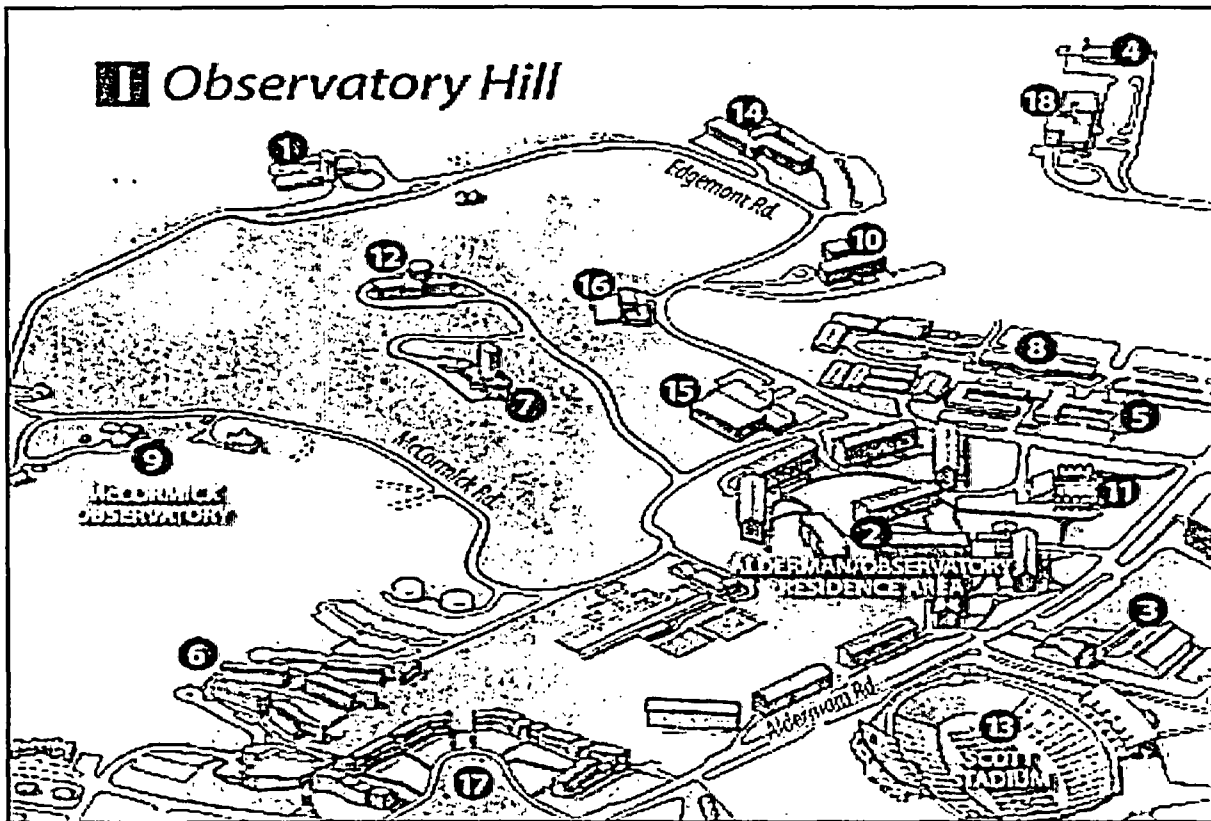 Observatory Hill
4
18
14
1
Edgemont Rd.
10
12
16
8
7
15
5
9
McCormick Rd.
McCORMICK
OBSERVATORY
11
2
ALDERMAN/OBSERVATORY
RESIDENCE AREA
3
6
Alderman Rd.
13
SCOTT
STADIUM
17